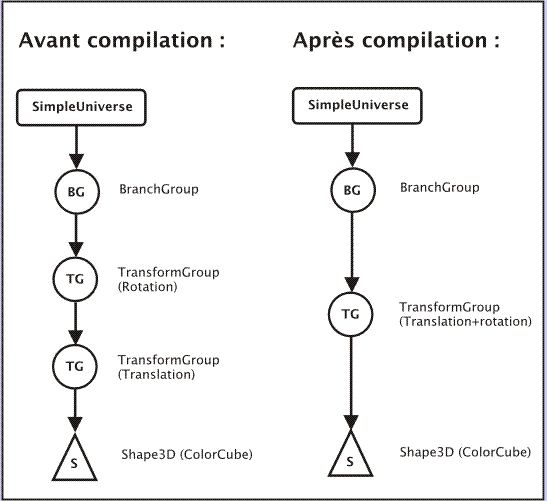 Avant compilation :
SimpleUniverse
BG
BranchGroup
TG
TransformGroup
(Rotation)
TG
TransformGroup
(Translation)
S
Shape3D (ColorCube)
Après compilation :
SimpleUniverse
BG
BranchGroup
TG
TransformGroup
(Translation+rotation)
S
Shape3D (ColorCube)